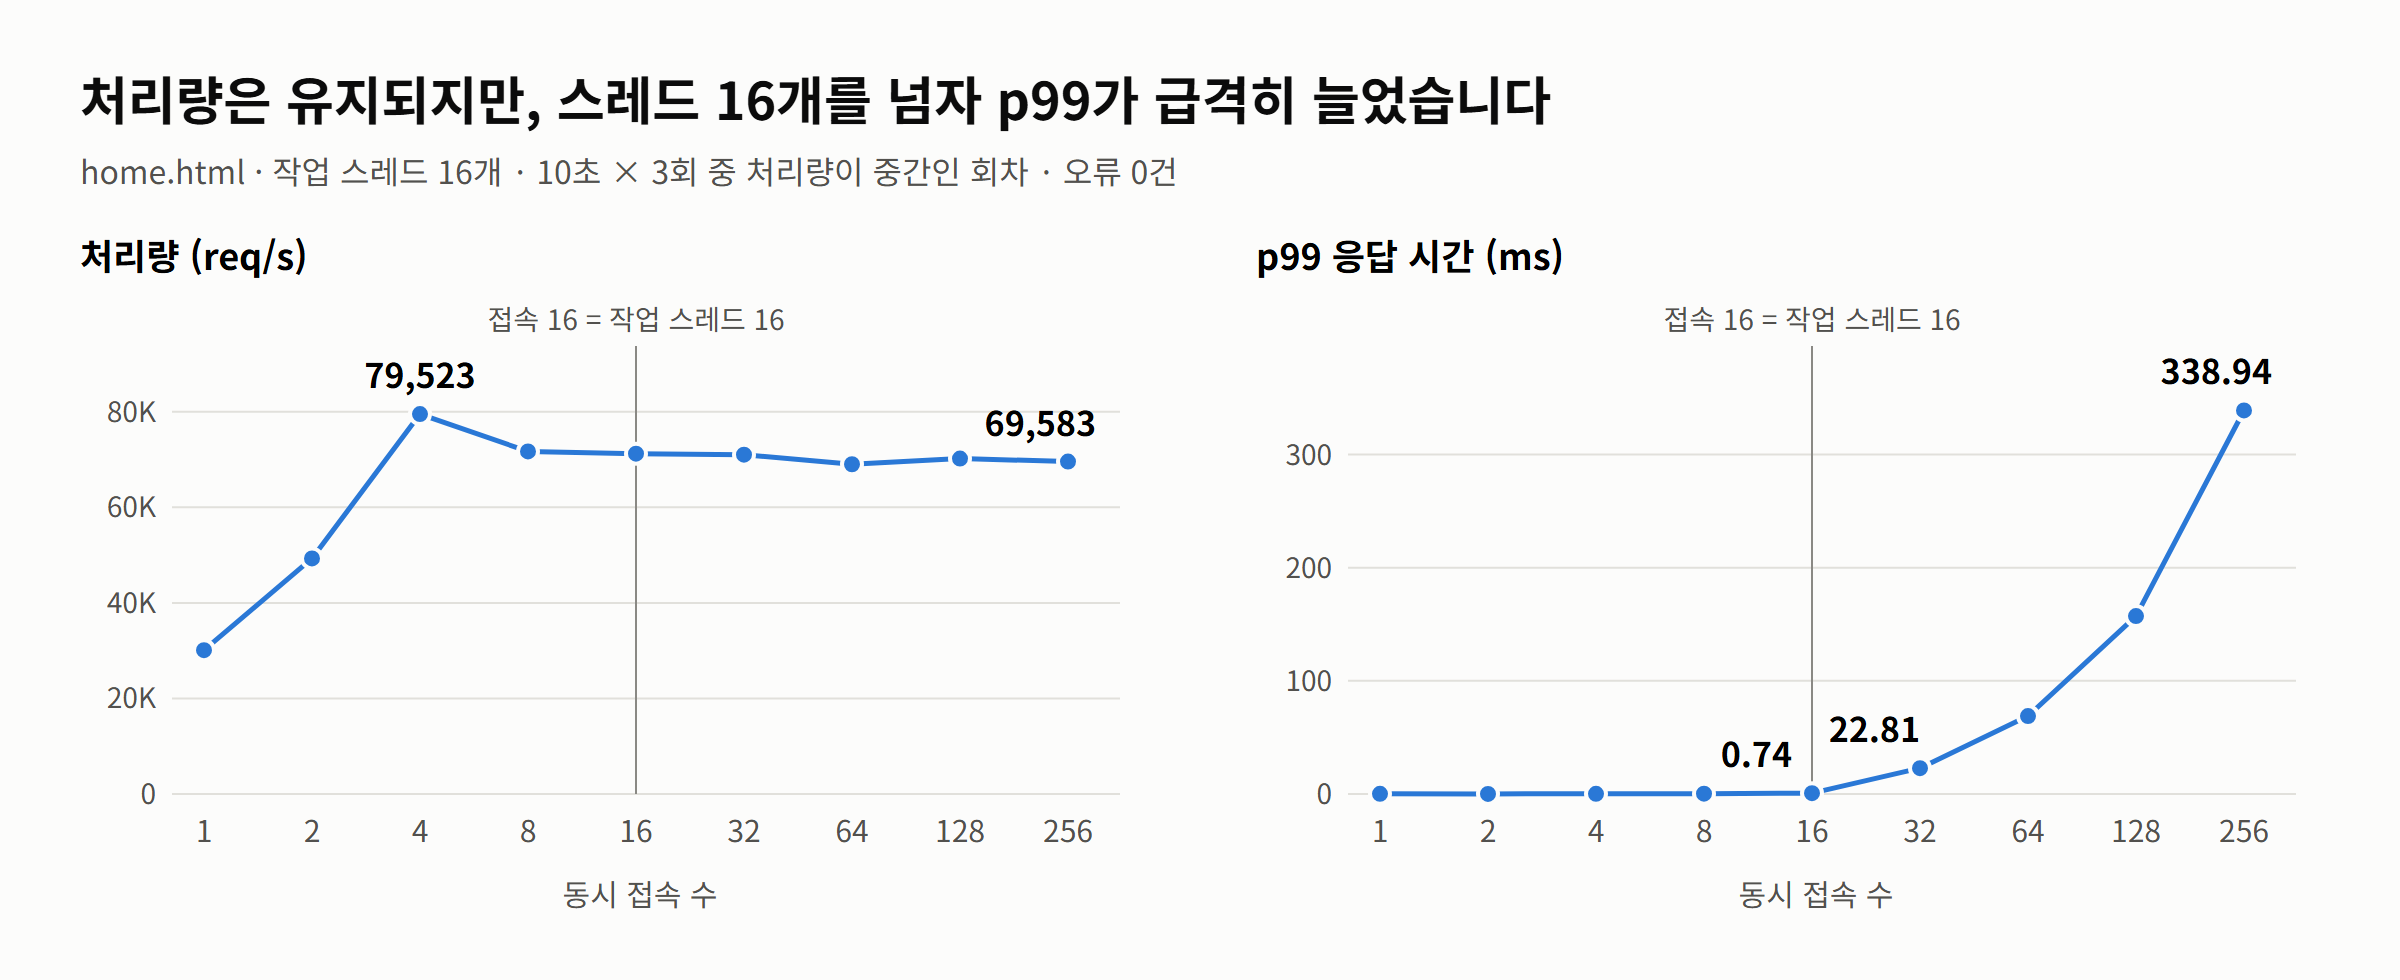 처리량은 유지되지만, 스레드 16개를 넘자 p99가 급격히 늘었습니다
home.html · 작업 스레드 16개 · 10초 × 3회 중 처리량이 중간인 회차 · 오류 0건
처리량 (req/s)
접속 16 = 작업 스레드 16
79,523
69,583
80K
60K
40K
20K
0
1 2 4 8 16 32 64 128 256
동시 접속 수
p99 응답 시간 (ms)
접속 16 = 작업 스레드 16
338.94
300
200
100
22.81
0.74
0
1 2 4 8 16 32 64 128 256
동시 접속 수